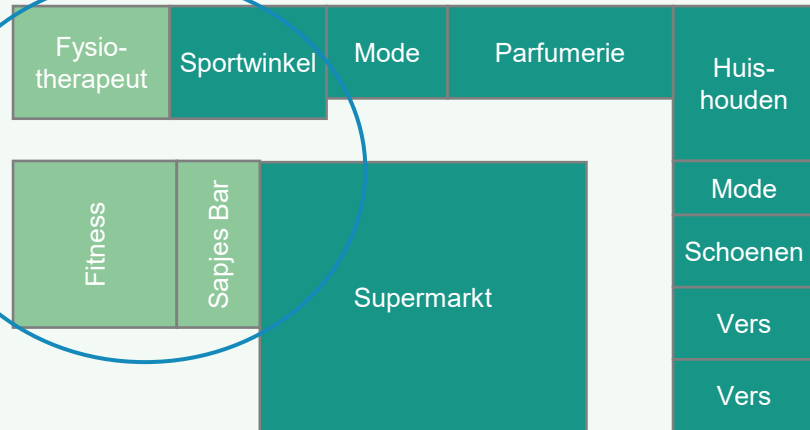 Fysio-
therapeut
Sportwinkel
Mode
Parfumerie
Huis-
houden
Fitness
Sapjes Bar
Supermarkt
Mode
Schoenen
Vers
Vers